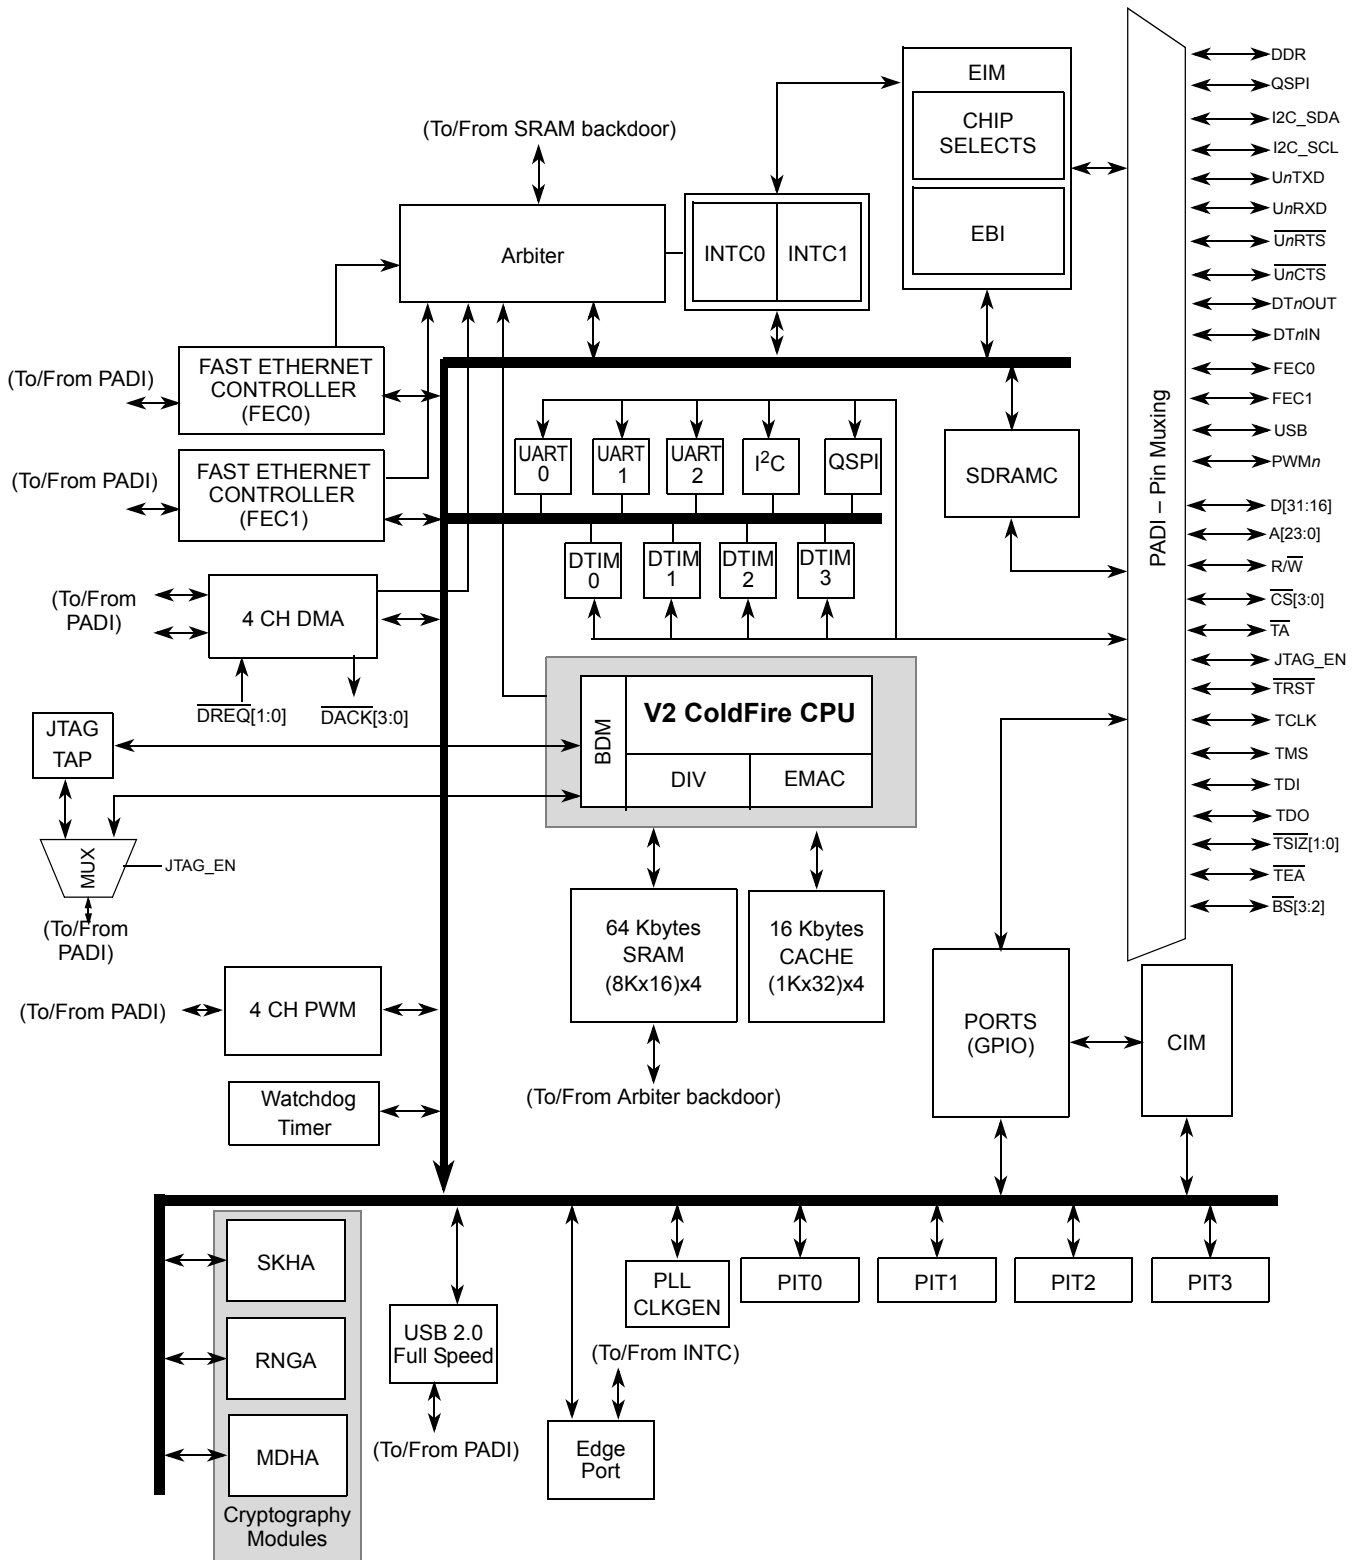 EIM
CHIP
SELECTS
EBI
(To/From SRAM backdoor)
Arbiter
INTC0
INTC1
FAST ETHERNET
CONTROLLER
(FEC0)
(To/From PADI)
FAST ETHERNET
CONTROLLER
(FEC1)
(To/From PADI)
UART
0
UART
1
UART
2
I²C
QSPI
SDRAMC
DTIM
0
DTIM
1
DTIM
2
DTIM
3
4 CH DMA
(To/From
PADI)
DREQ[1:0]
DACK[3:0]
JTAG
TAP
BDM
V2 ColdFire CPU
DIV
EMAC
MUX
JTAG_EN
(To/From
PADI)
64 Kbytes
SRAM
(8Kx16)x4
16 Kbytes
CACHE
(1Kx32)x4
(To/From Arbiter backdoor)
(To/From PADI)
4 CH PWM
Watchdog
Timer
PORTS
(GPIO)
CIM
PADI – Pin Muxing
DDR
QSPI
I2C_SDA
I2C_SCL
UnTXD
UnRXD
UnRTS
UnCTS
DTnOUT
DTnIN
FEC0
FEC1
USB
PWMn
D[31:16]
A[23:0]
R/W
CS[3:0]
TA
JTAG_EN
TRST
TCLK
TMS
TDI
TDO
TSIZ[1:0]
TEA
BS[3:2]
SKHA
RNGA
MDHA
Cryptography
Modules
USB 2.0
Full Speed
(To/From PADI)
PLL
CLKGEN
(To/From INTC)
Edge
Port
PIT0
PIT1
PIT2
PIT3